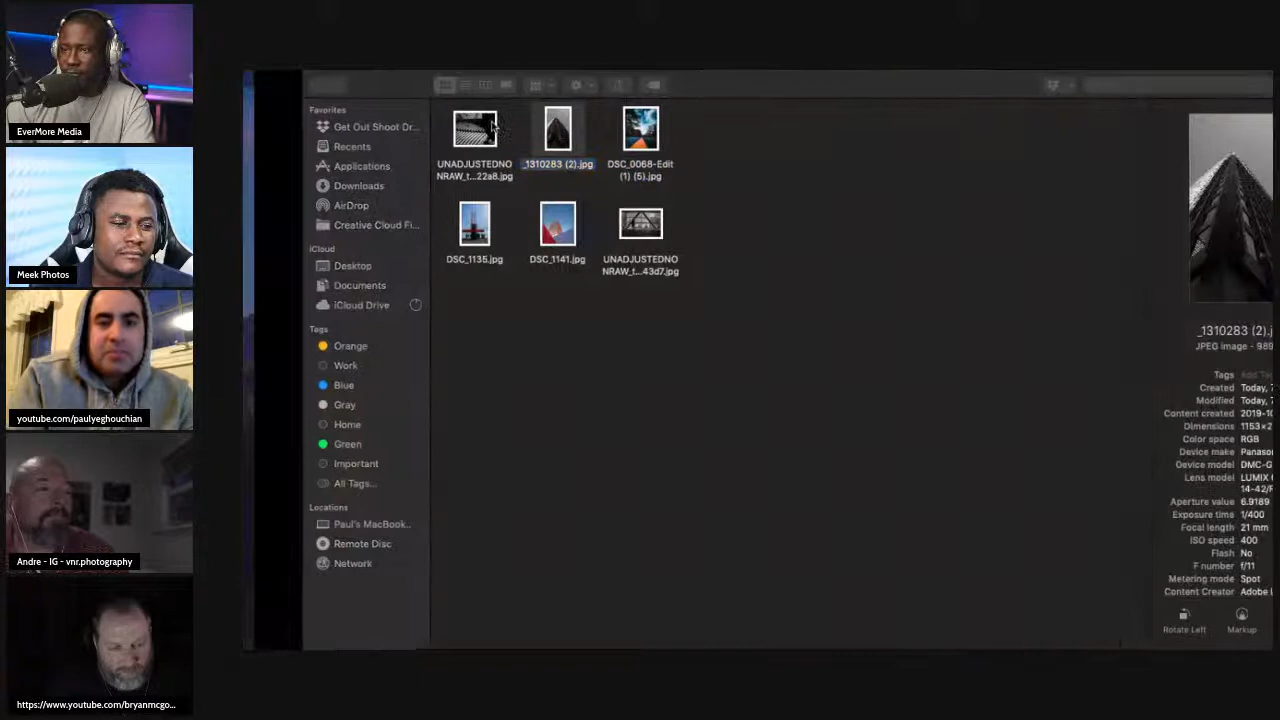 EverMore Media
Meek Photos
youtube.com/paulyeghouchian
Andre - IG - vnr.photography
https://www.youtube.com/bryanmcgo...
Favorites
Get Out Shoot Dr...
Recents
Applications
Downloads
AirDrop
Creative Cloud Fi...
iCloud
Desktop
Documents
iCloud Drive
Tags
Orange
Work
Blue
Gray
Home
Green
Important
All Tags...
Locations
Paul's MacBook...
Remote Disc
Network
UNADJUSTEDNO
NRAW_t...22a8.jpg
_1310283 (2).jpg
DSC_0068-Edit
(1) (5).jpg
DSC_1135.jpg
DSC_1141.jpg
UNADJUSTEDNO
NRAW_t...43d7.jpg
_1310283 (2).j
JPEG image - 989
Tags Add Ta
Created Today, 7
Modified Today, 7
Content created 2019-10
Dimensions 1153×2
Color space RGB
Device make Panaso
Device model DMC-G
Lens model LUMIX
14-42/F
Aperture value 6.9189
Exposure time 1/400
Focal length 21 mm
ISO speed 400
Flash No
F number f/11
Metering mode Spot
Content Creator Adobe L
Rotate Left
Markup